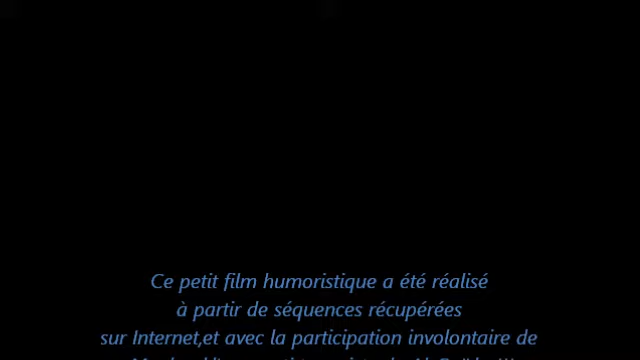 Ce petit film humoristique a été réalisé
à partir de séquences récupérées
sur Internet,et avec la participation involontaire de